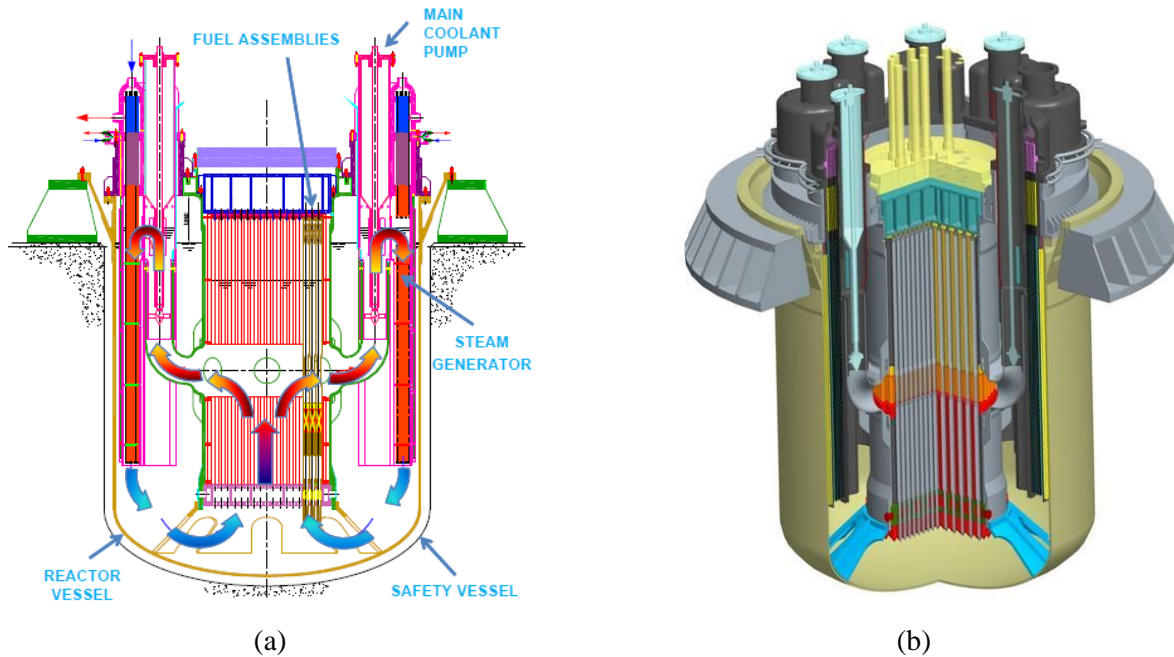 MAIN
COOLANT
PUMP
FUEL ASSEMBLIES
STEAM
GENERATOR
REACTOR
VESSEL
SAFETY VESSEL
(a)
(b)